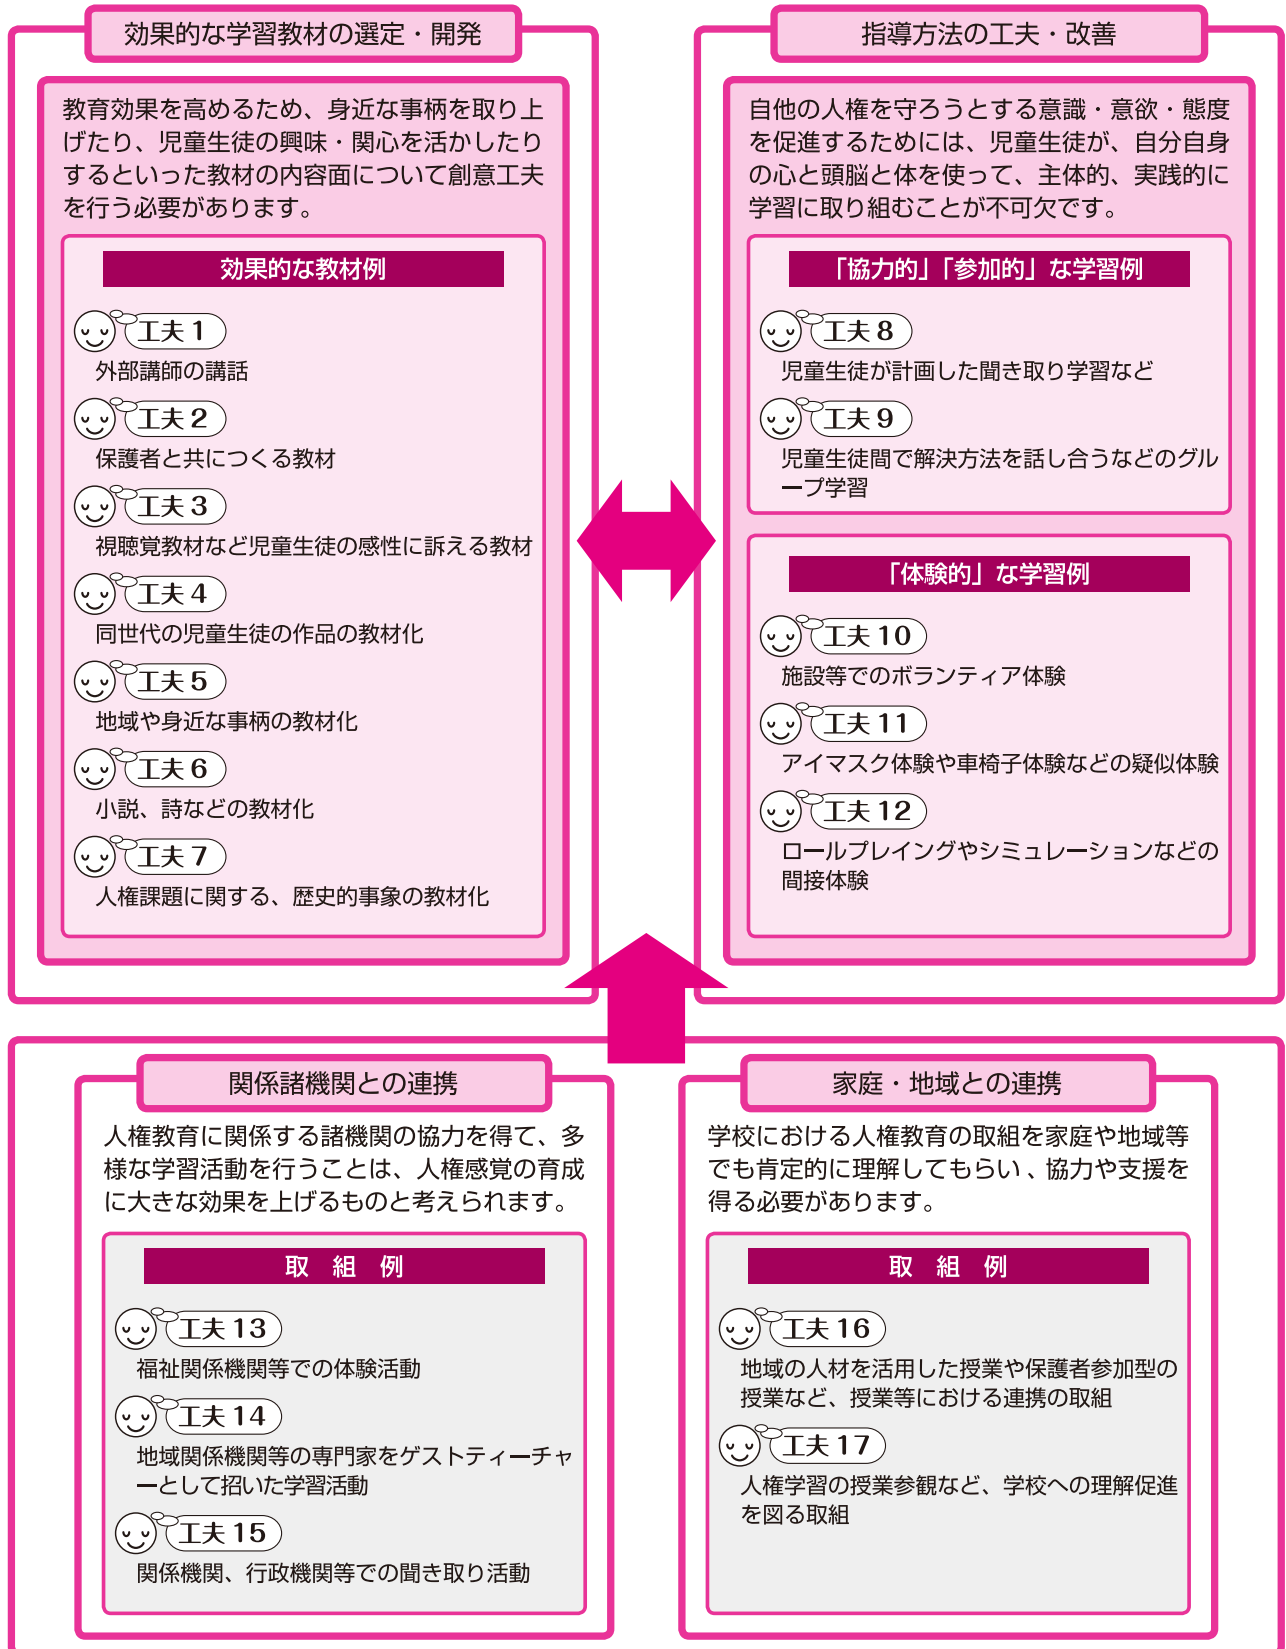 効果的な学習教材の選定・開発
教育効果を高めるため、身近な事柄を取り上
げたり、児童生徒の興味・関心を活かしたり
するといった教材の内容面について創意工夫
を行う必要があります。
効果的な教材例
工夫1
外部講師の講話
工夫2
保護者と共につくる教材
工夫3
視聴覚教材など児童生徒の感性に訴える教材
工夫4
同世代の児童生徒の作品の教材化
工夫5
地域や身近な事柄の教材化
工夫6
小説、詩などの教材化
工夫7
人権課題に関する、歴史的事象の教材化
指導方法の工夫・改善
自他の人権を守ろうとする意識・意欲・態度
を促進するためには、児童生徒が、自分自身
の心と頭脳と体を使って、主体的、実践的に
学習に取り組むことが不可欠です。
「協力的」「参加的」な学習例
工夫8
児童生徒が計画した聞き取り学習など
工夫9
児童生徒間で解決方法を話し合うなどのグル
ープ学習
「体験的」な学習例
工夫10
施設等でのボランティア体験
工夫11
アイマスク体験や車椅子体験などの疑似体験
工夫12
ロールプレイングやシミュレーションなどの
間接体験
関係諸機関との連携
人権教育に関係する諸機関の協力を得て、多
様な学習活動を行うことは、人権感覚の育成
に大きな効果を上げるものと考えられます。
取 組 例
工夫13
福祉関係機関等での体験活動
工夫14
地域関係機関等の専門家をゲストティーチャ
ーとして招いた学習活動
工夫15
関係機関、行政機関等での聞き取り活動
家庭・地域との連携
学校における人権教育の取組を家庭や地域等
でも肯定的に理解してもらい、協力や支援を
得る必要があります。
取 組 例
工夫16
地域の人材を活用した授業や保護者参加型の
授業など、授業等における連携の取組
工夫17
人権学習の授業参観など、学校への理解促進
を図る取組